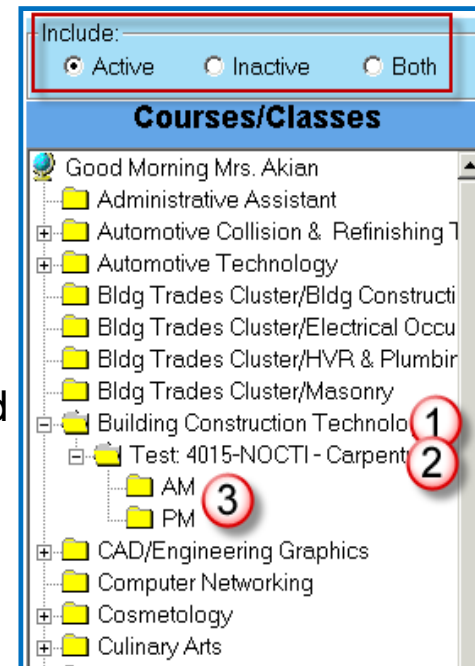 Include:
Active Inactive Both
Courses/Classes
Good Morning Mrs. Akian
Administrative Assistant
Automotive Collision & Refinishing T
Automotive Technology
Bldg Trades Cluster/Bldg Constructi
Bldg Trades Cluster/Electrical Occu
Bldg Trades Cluster/HVR & Plumbin
Bldg Trades Cluster/Masonry
d
Building Construction Technolo 1
Test: 4015-NOCTI - Carpent 2
AM
3
PM
CAD/Engineering Graphics
Computer Networking
Cosmetology
Culinary Arts